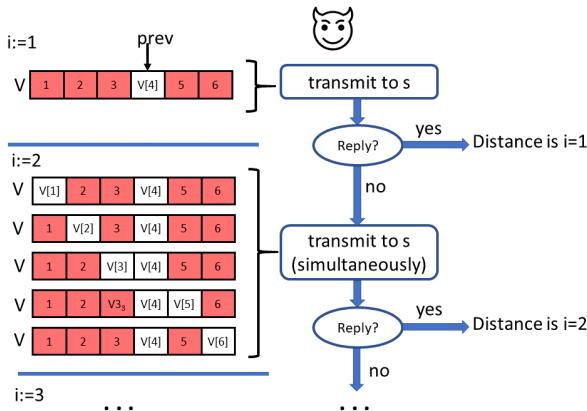 i:=1
prev
V 1 2 3 V[4] 5 6
transmit to s
Reply?
yes
Distance is i=1
no
i:=2
V V[1] 2 3 V[4] 5 6
V 1 V[2] 3 V[4] 5 6
V 1 2 V[3] V[4] 5 6
V 1 2 V3₃ V[4] V[5] 6
V 1 2 3 V[4] 5 V[6]
transmit to s
(simultaneously)
Reply?
yes
Distance is i=2
no
i:=3
...
...